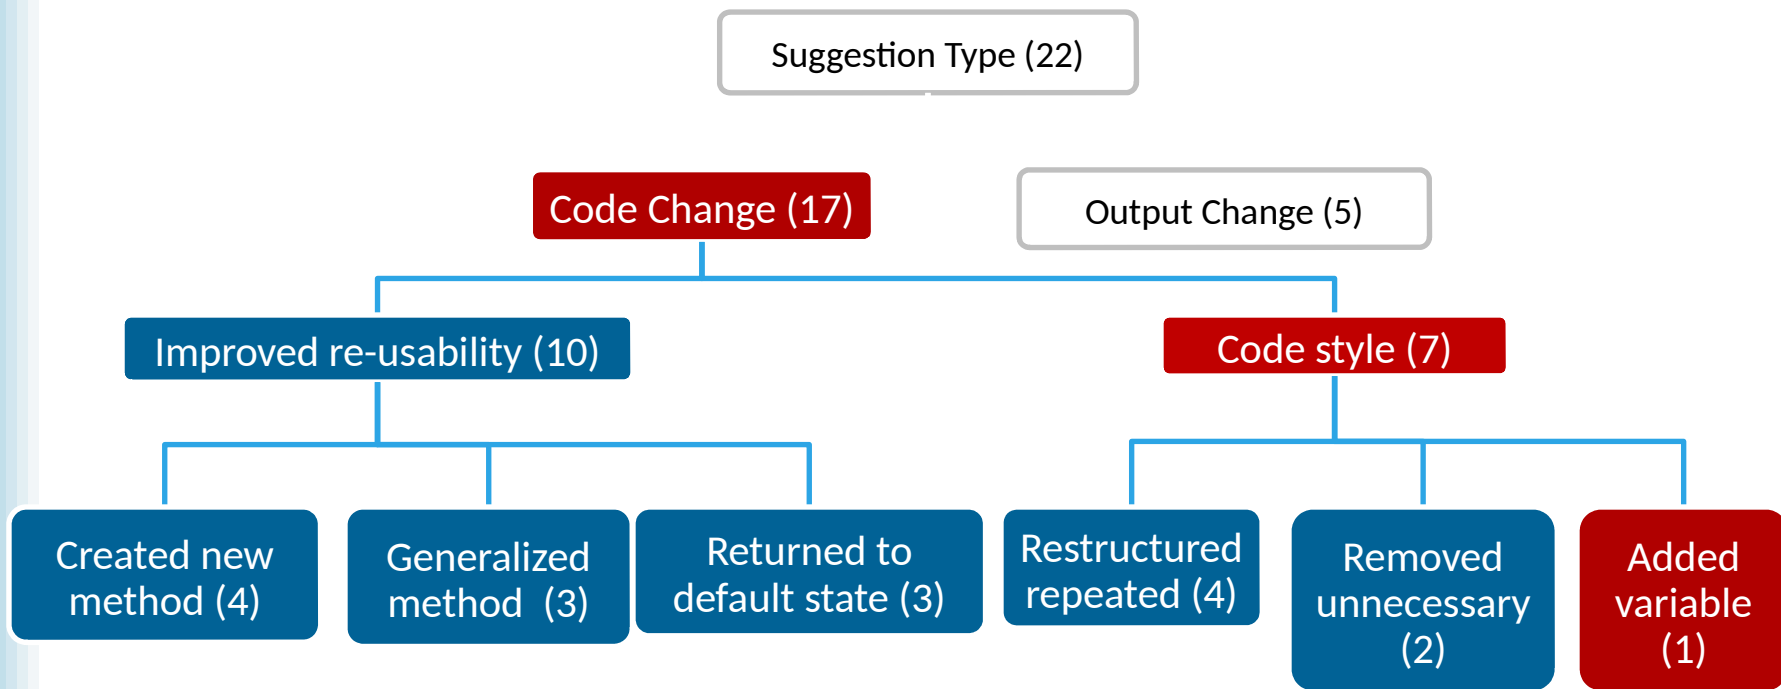 Suggestion Type (22)
Code Change (17)
Output Change (5)
Improved re-usability (10)
Code style (7)
Created new
method (4)
Generalized
method (3)
Returned to
default state (3)
Restructured
repeated (4)
Removed
unnecessary
(2)
Added
variable
(1)